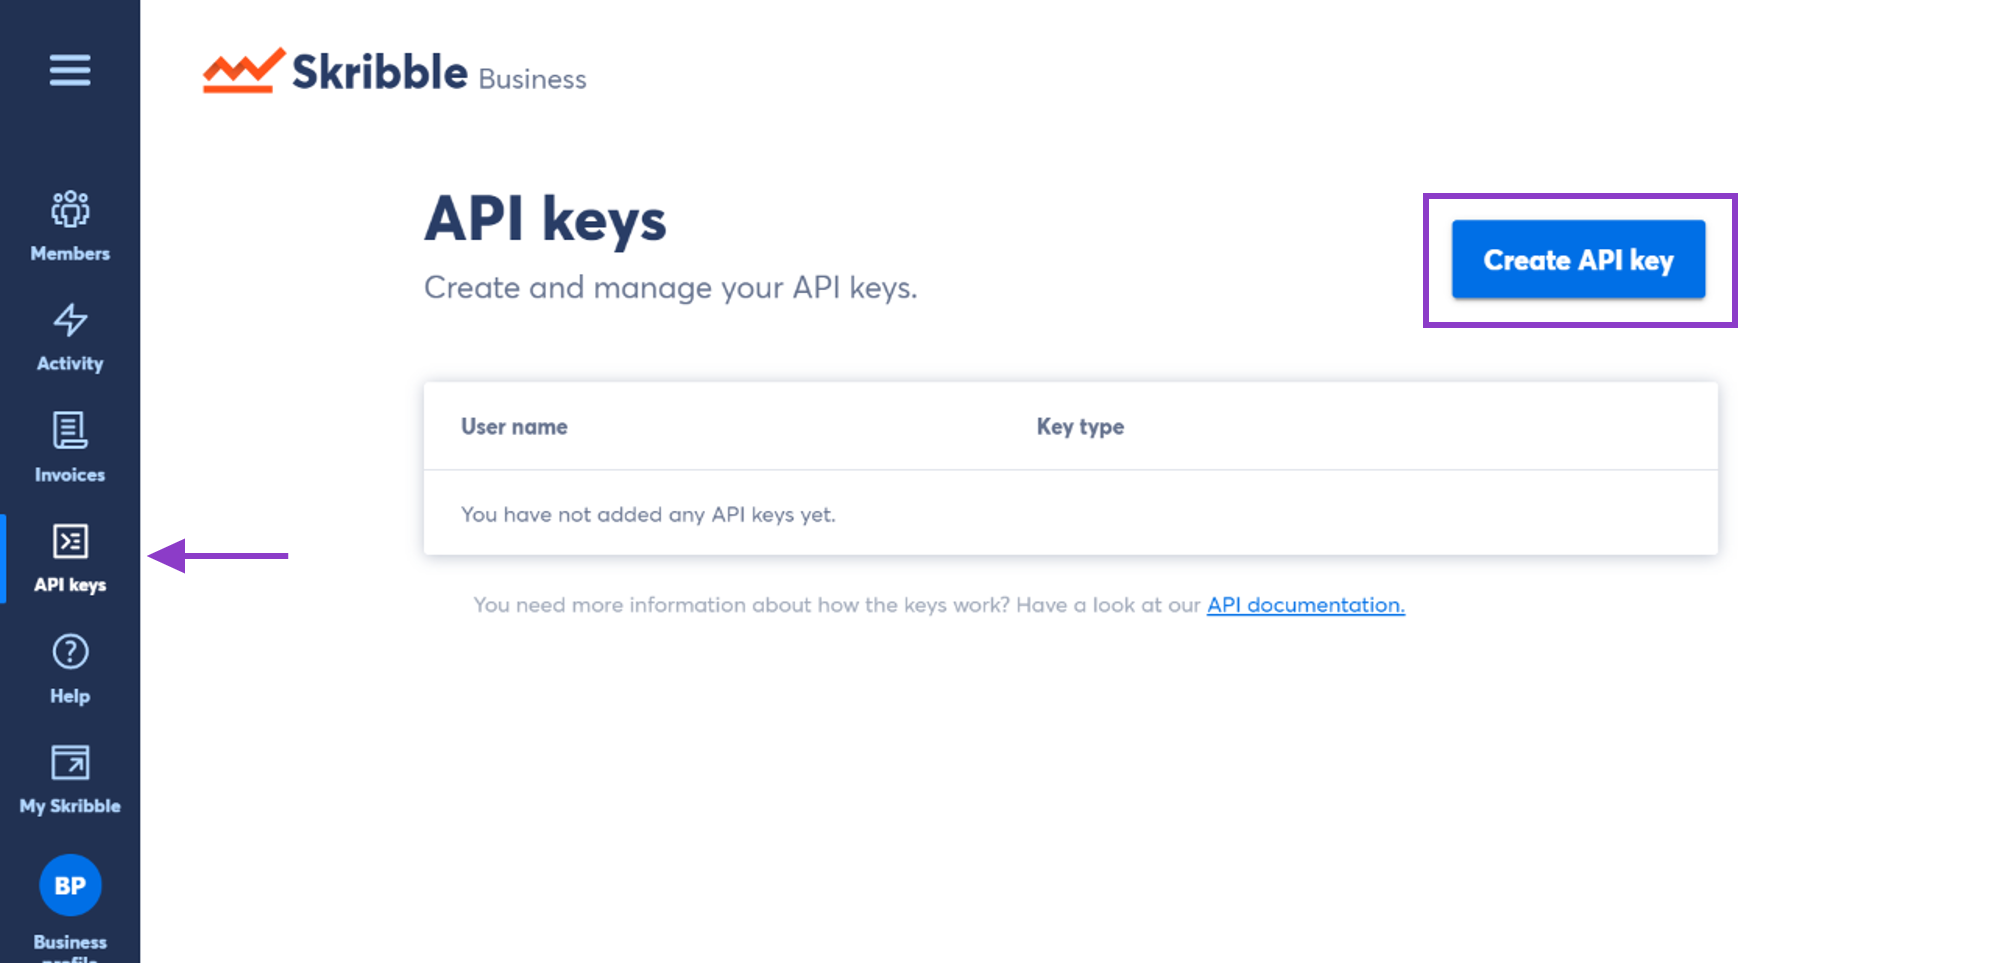 Skribble Business
Members
Activity
Invoices
API keys
Help
My Skribble
BP
Business
profile
API keys
Create and manage your API keys.
Create API key
User name Key type
You have not added any API keys yet.
You need more information about how the keys work? Have a look at our API documentation.